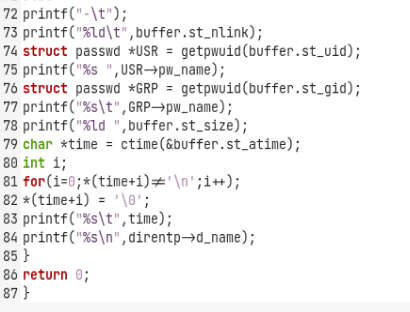 72 printf("-\t");
73 printf("%ld\t",buffer.st_nlink);
74 struct passwd *USR = getpwuid(buffer.st_uid);
75 printf("%s ",USR→pw_name);
76 struct passwd *GRP = getpwuid(buffer.st_gid);
77 printf("%s\t",GRP→pw_name);
78 printf("%ld ",buffer.st_size);
79 char *time = ctime(&buffer.st_atime);
80 int i;
81 for(i=0;*(time+i)≠'\n';i++);
82 *(time+i) = '\0';
83 printf("%s\t",time);
84 printf("%s\n",direntp→d_name);
85 }
86 return 0;
87 }